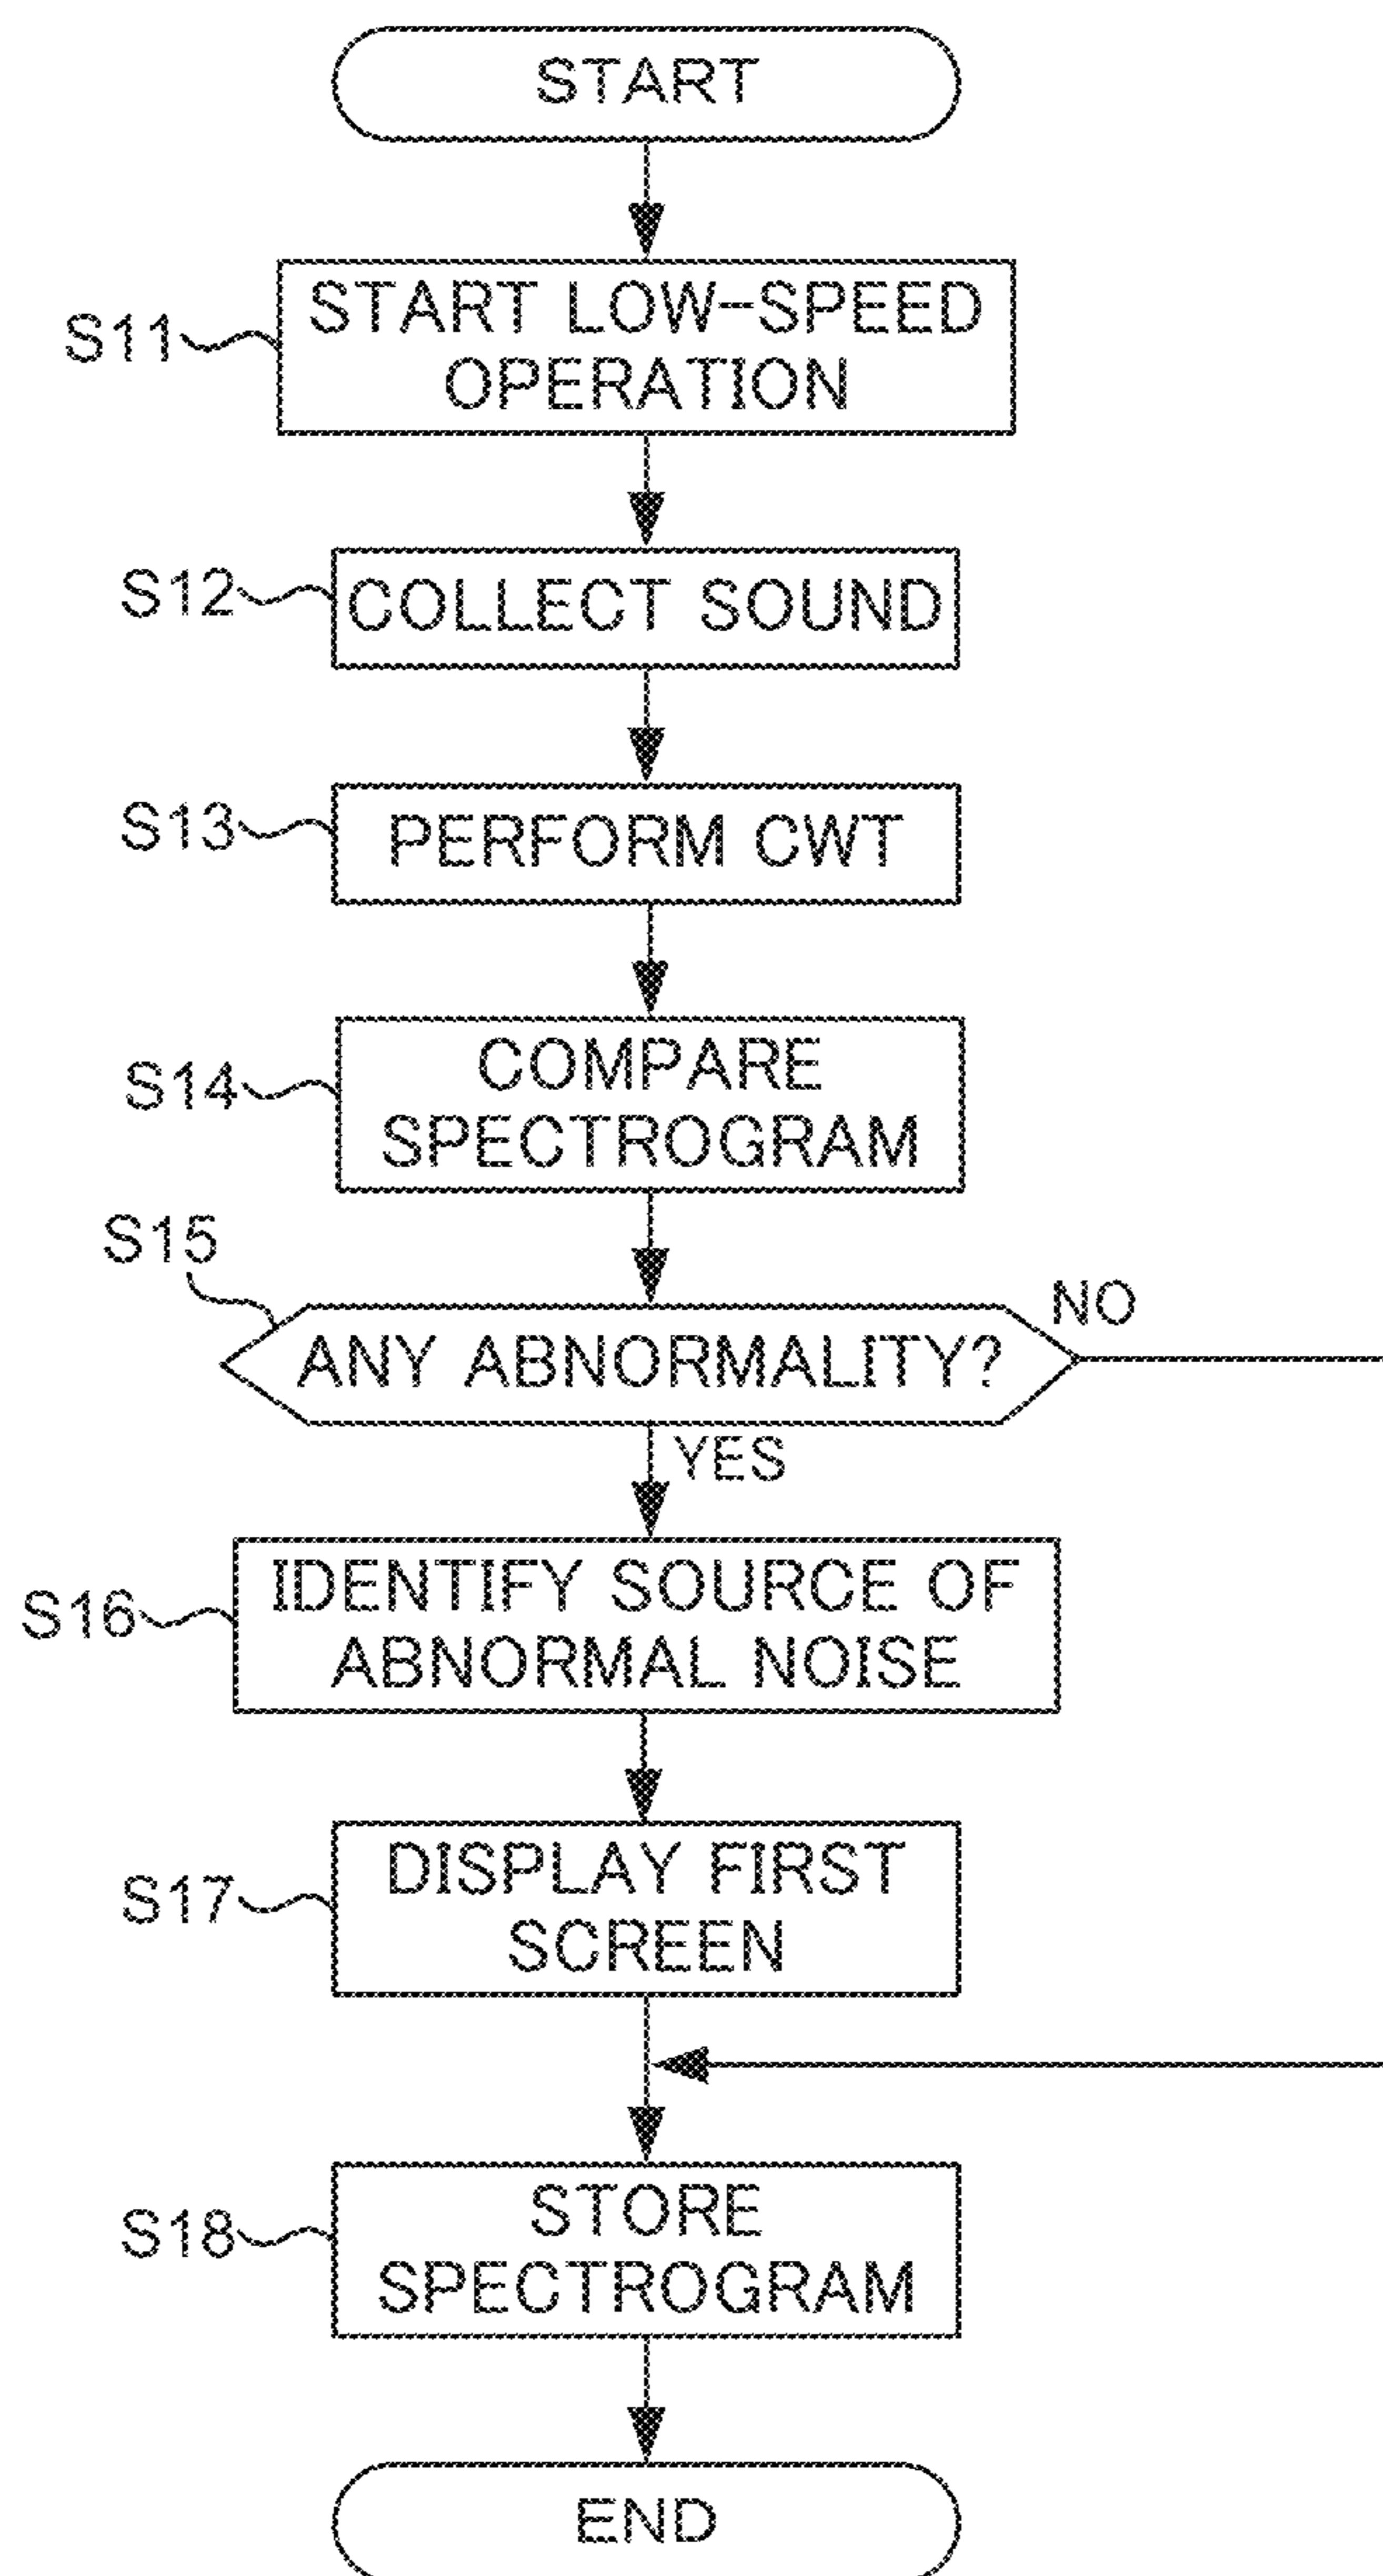 START
S11
START LOW-SPEED
OPERATION
S12
COLLECT SOUND
S13
PERFORM CWT
S14
COMPARE
SPECTROGRAM
S15
ANY ABNORMALITY?
NO
YES
S16
IDENTIFY SOURCE OF
ABNORMAL NOISE
S17
DISPLAY FIRST
SCREEN
S18
STORE
SPECTROGRAM
END